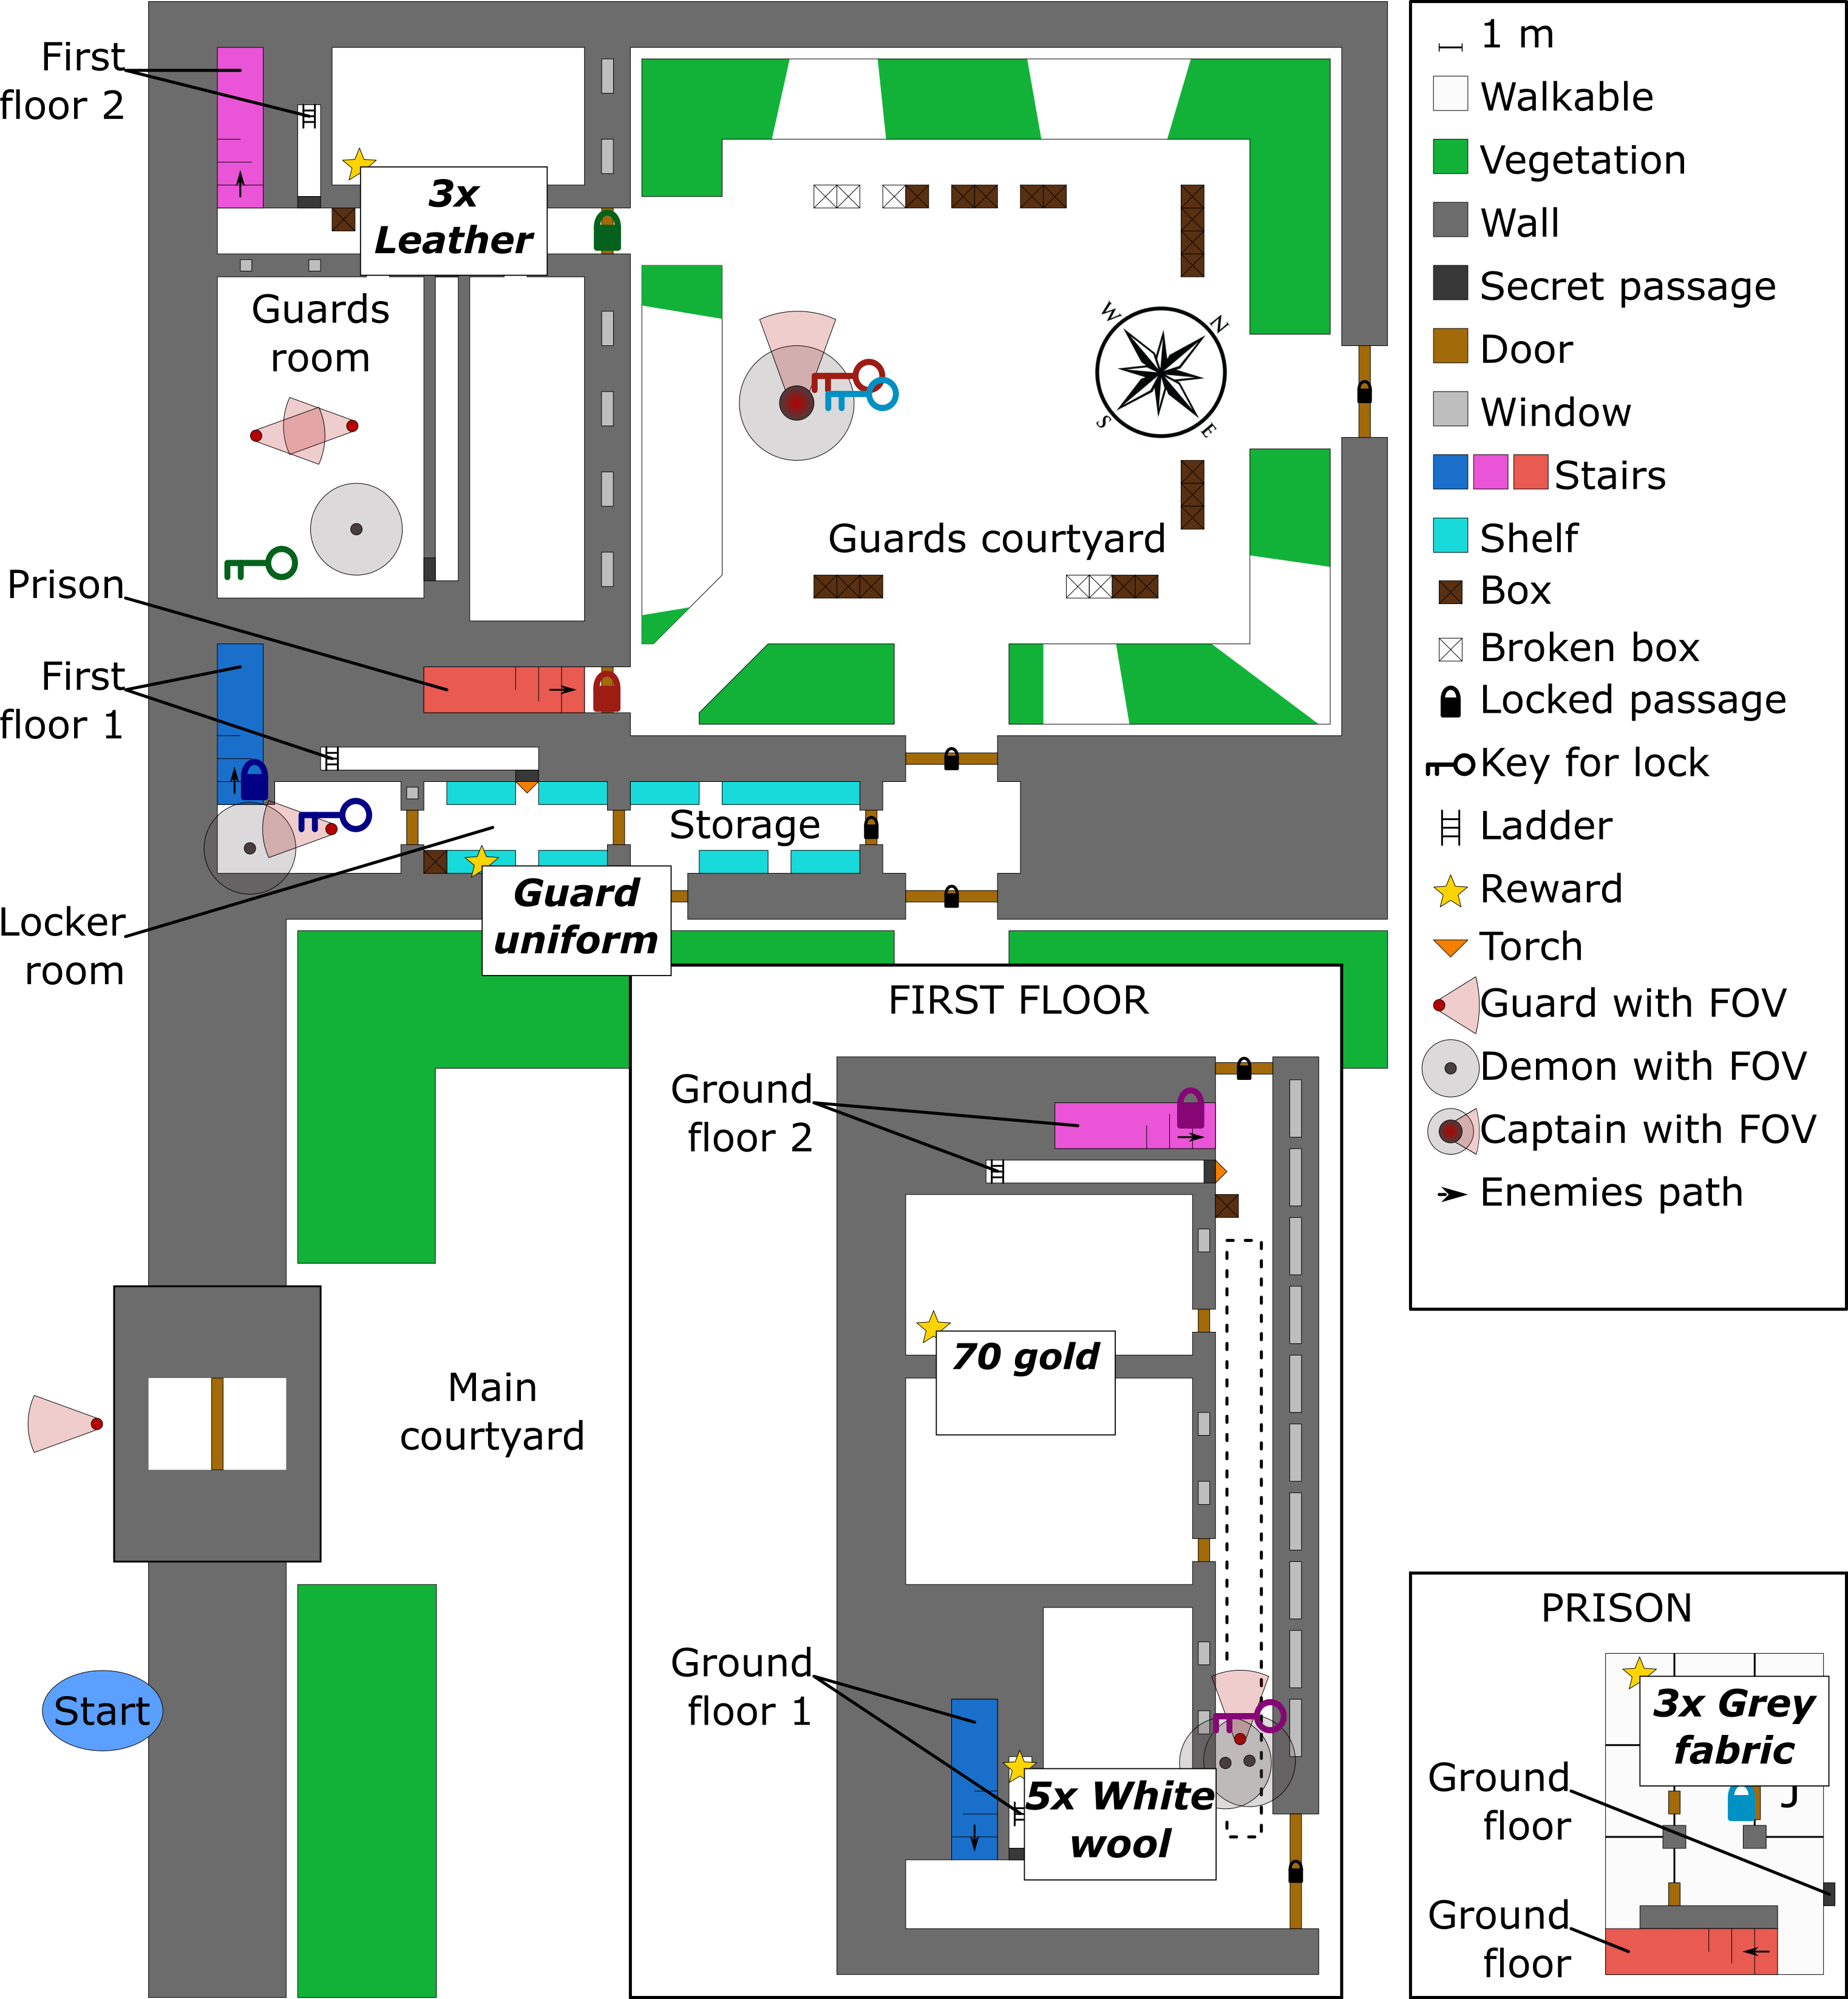 First
floor 2
3x
Leather
Guards
room
W
N
S
E
Guards courtyard
Prison
First
floor 1
Storage
Locker
room
Guard
uniform
Main
courtyard
Start
FIRST FLOOR
Ground
floor 2
70 gold
Ground
floor 1
5x White
wool
1 m
Walkable
Vegetation
Wall
Secret passage
Door
Window
Stairs
Shelf
Box
Broken box
Locked passage
Key for lock
Ladder
Reward
Torch
Guard with FOV
Demon with FOV
Captain with FOV
Enemies path
PRISON
3x Grey
fabric
Ground
floor
Ground
floor